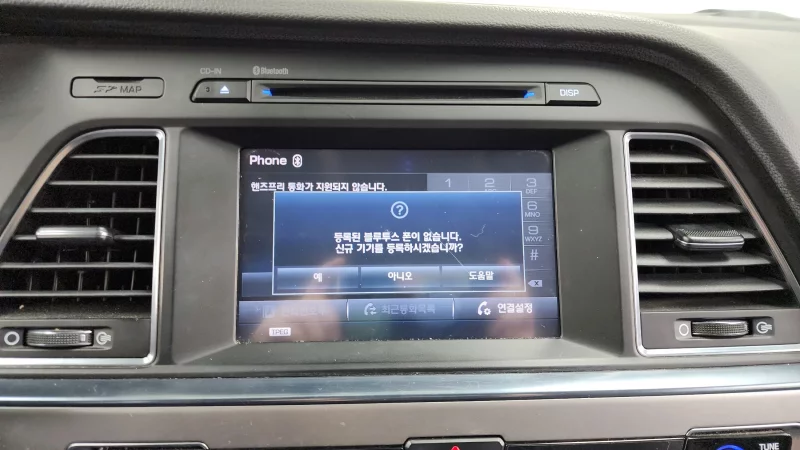 CD-IN
Bluetooth
SD MAP
DISP
Phone
핸즈프리 통화가 지원되지 않습니다.
1
2
3
등록된 블루투스 폰이 없습니다.
신규 기기를 등록하시겠습니까?
6
MNO
9
WXYZ
#
예
아니오
도움말
최근통화목록
연결설정
TUNE